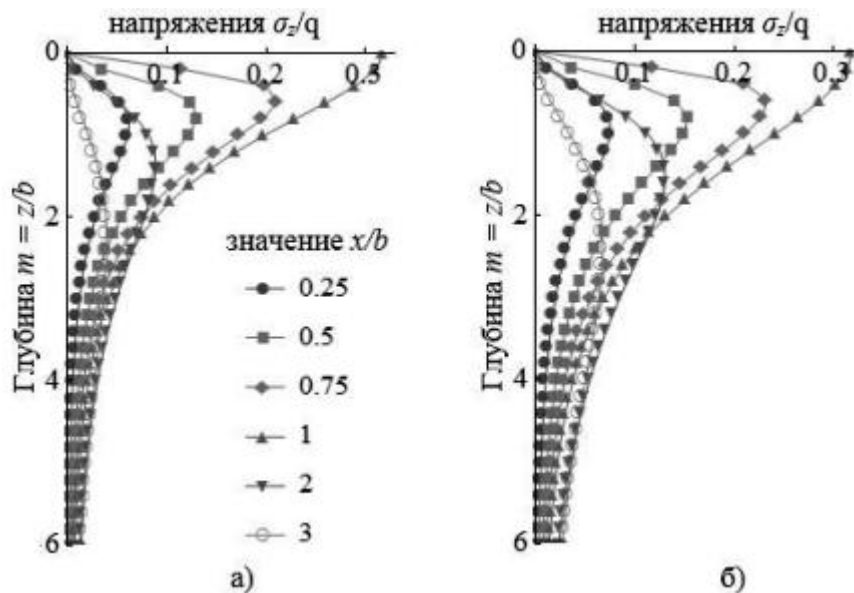 напряжения σz/q
напряжения σz/q
0
0.1
0.2
0.3
0
0.1
0.2
0.3
Глубина m = z/b
Глубина m = z/b
2
2
значение x/b
0.25
0.5
0.75
1
2
3
4
4
6
6
а)
б)